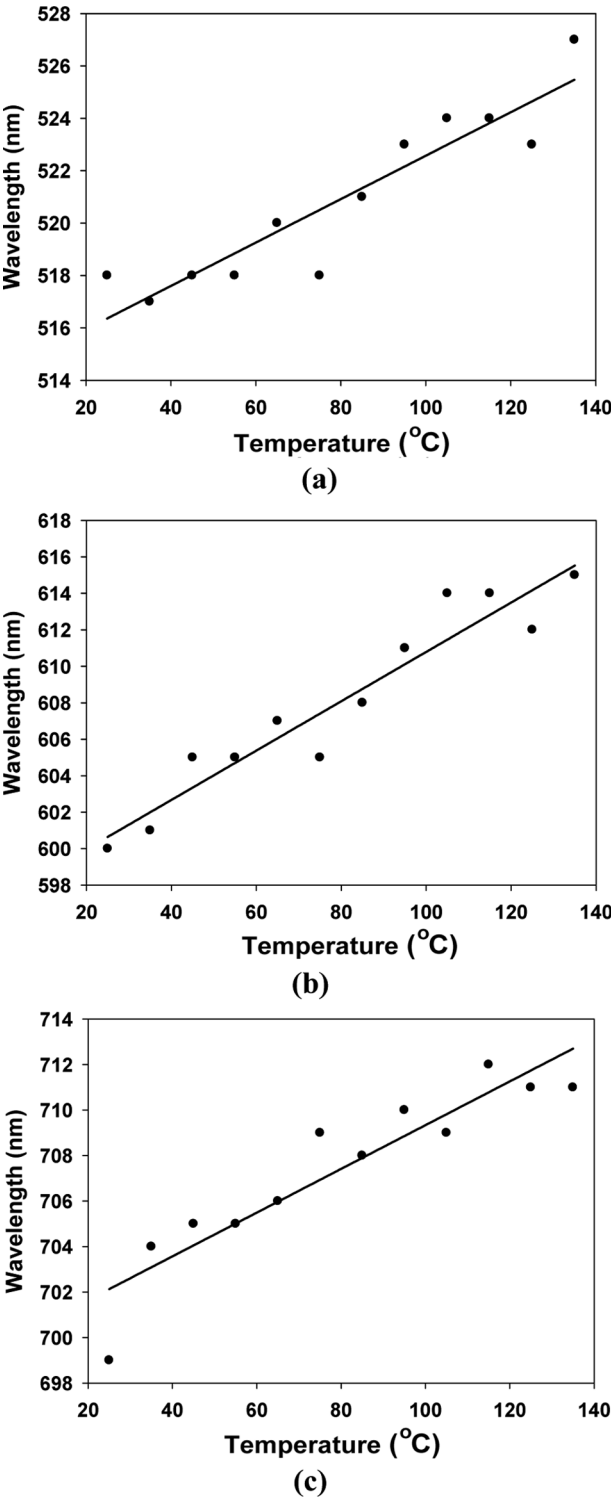 528
526
524
522
520
518
516
514
Wavelength (nm)
20 40 60 80 100 120 140
Temperature (°C)
(a)
618
616
614
612
610
608
606
604
602
600
598
Wavelength (nm)
20 40 60 80 100 120 140
Temperature (°C)
(b)
714
712
710
708
706
704
702
700
698
Wavelength (nm)
20 40 60 80 100 120 140
Temperature (°C)
(c)